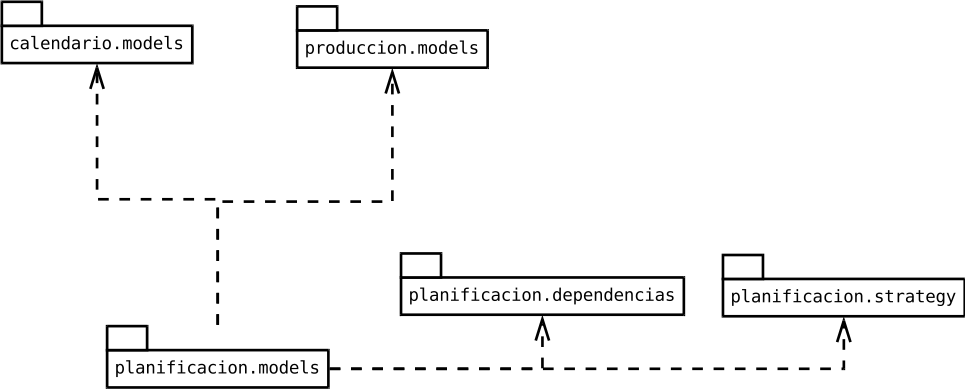 calendario.models
produccion.models
planificacion.dependencias
planificacion.strategy
planificacion.models